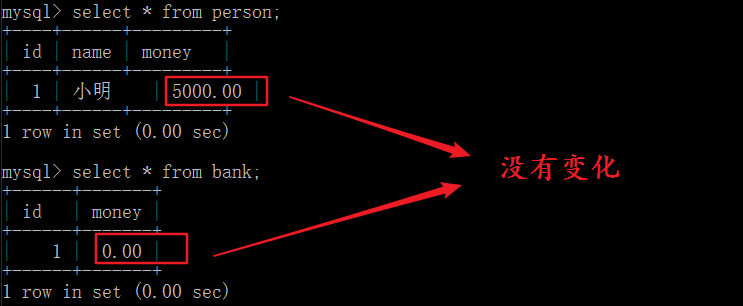 mysql> select * from person;
+----+------+---------+
| id | name | money   |
+----+------+---------+
|  1 | 小明 | 5000.00 |
+----+------+---------+
1 row in set (0.00 sec)
mysql> select * from bank;
+------+-------+
| id   | money |
+------+-------+
|    1 |  0.00 |
+------+-------+
1 row in set (0.00 sec)
没有变化